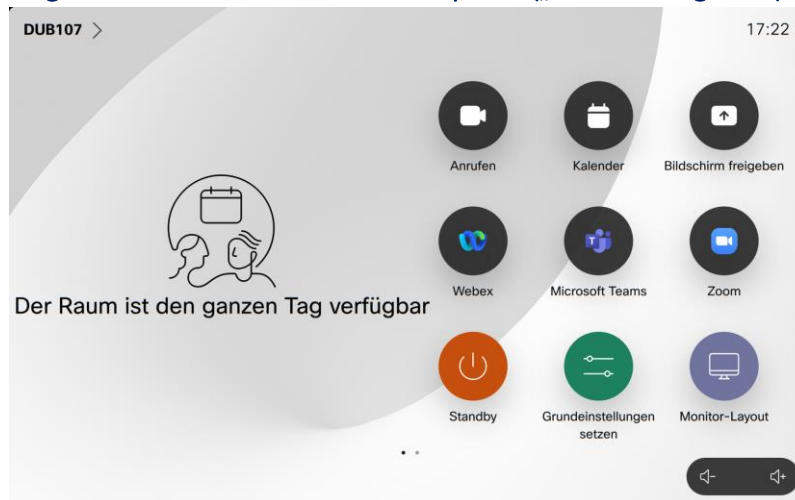 DUB107
17:22
Anrufen
Kalender
Bildschirm freigeben
Der Raum ist den ganzen Tag verfügbar
Webex
Microsoft Teams
Zoom
Standby
Grundeinstellungen
setzen
Monitor-Layout